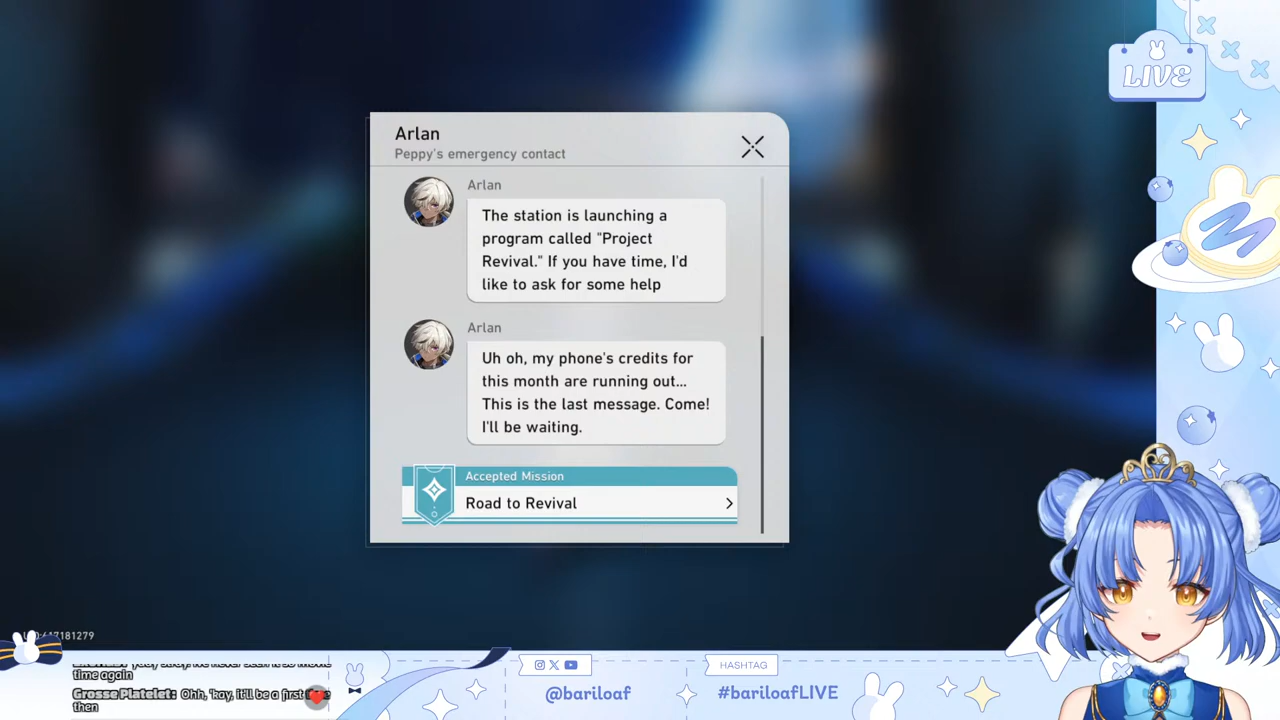 LIVE
Arlan
Peppy's emergency contact
Arlan
The station is launching a
program called "Project
Revival." If you have time, I'd
like to ask for some help
Arlan
Uh oh, my phone's credits for
this month are running out...
This is the last message. Come!
I'll be waiting.
Accepted Mission
Road to Revival
time again
Grosse Platelet: Ohh, 'kay, it'll be a first
then
@bariloaf
HASHTAG
#bariloafLIVE